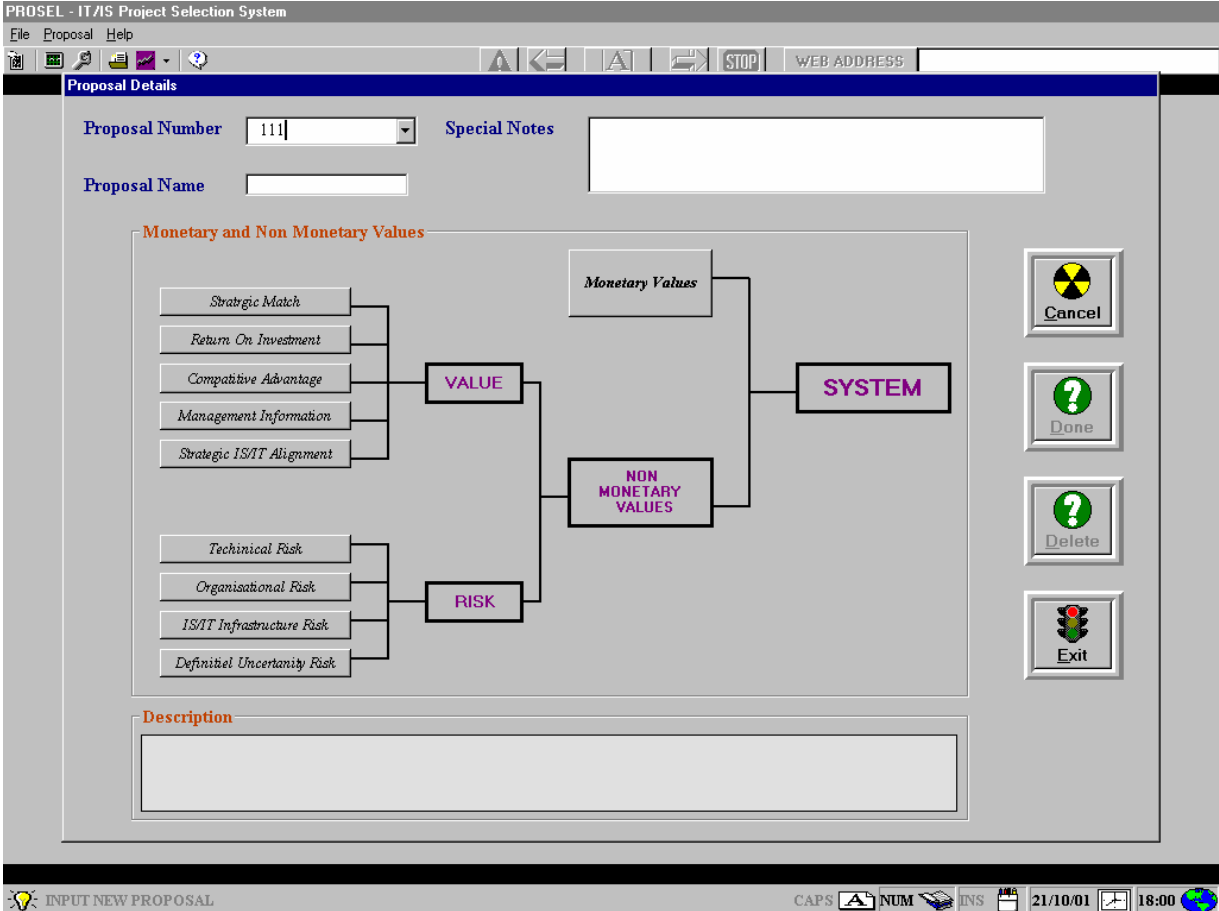 PROSEL - IT/IS Project Selection System
File Proposal Help
A STOP WEB ADDRESS
Proposal Details
Proposal Number 111 Special Notes
Proposal Name
Monetary and Non Monetary Values
Monetary Values
Stratrgic Match
Return On Investment
Compatitive Advantage
Management Information
Strategic IS/IT Alignment
VALUE
SYSTEM
NON
MONETARY
VALUES
Techinical Risk
Organisational Risk
IS/IT Infrastructure Risk
Definitiel Uncertanity Risk
RISK
Cancel
Done
Delete
Exit
Description
INPUT NEW PROPOSAL CAPS A NUM INS 21/10/01 18:00